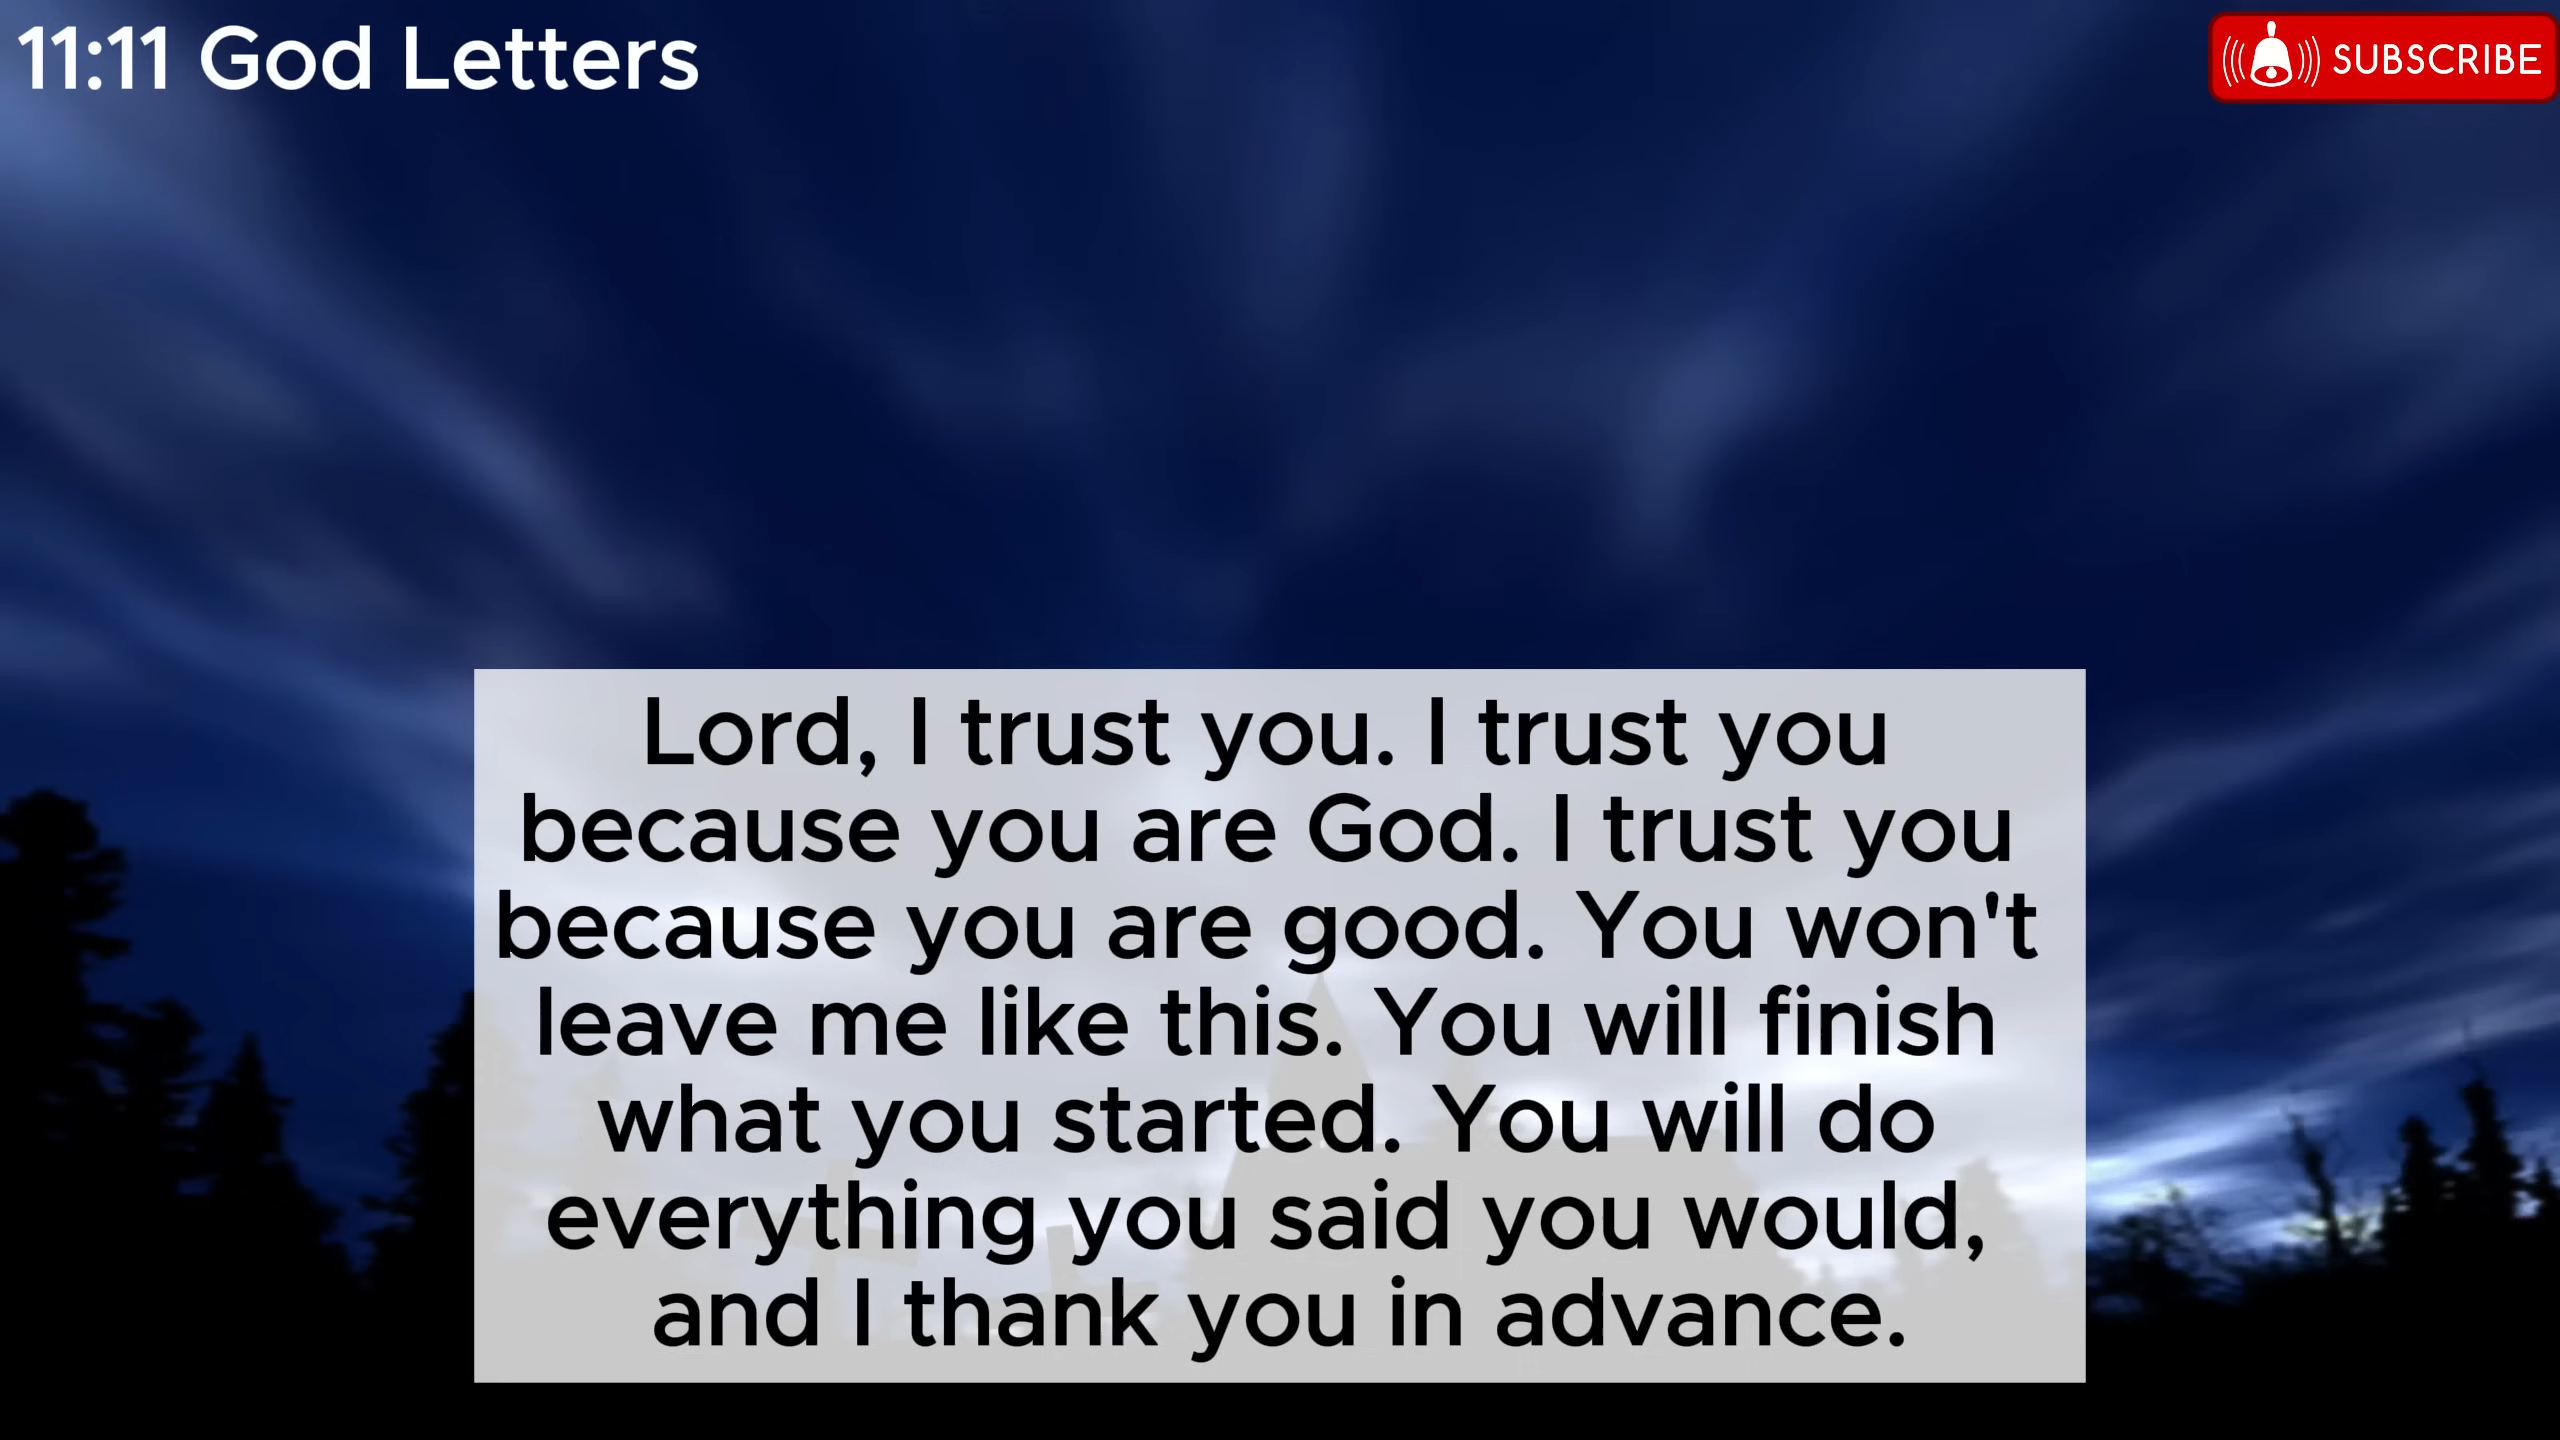 11:11 God Letters
SUBSCRIBE
Lord, I trust you. I trust you
because you are God. I trust you
because you are good. You won't
leave me like this. You will finish
what you started. You will do
everything you said you would,
and I thank you in advance.